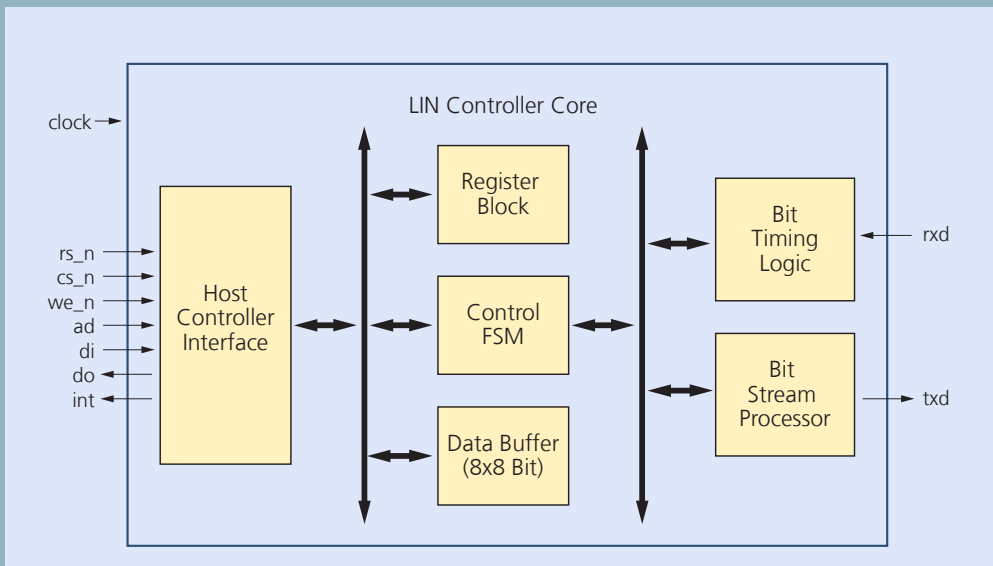 LIN Controller Core
clock
rs_n
cs_n
we_n
ad
di
do
int
Host
Controller
Interface
Register
Block
Control
FSM
Data Buffer
(8x8 Bit)
Bit
Timing
Logic
Bit
Stream
Processor
rxd
txd